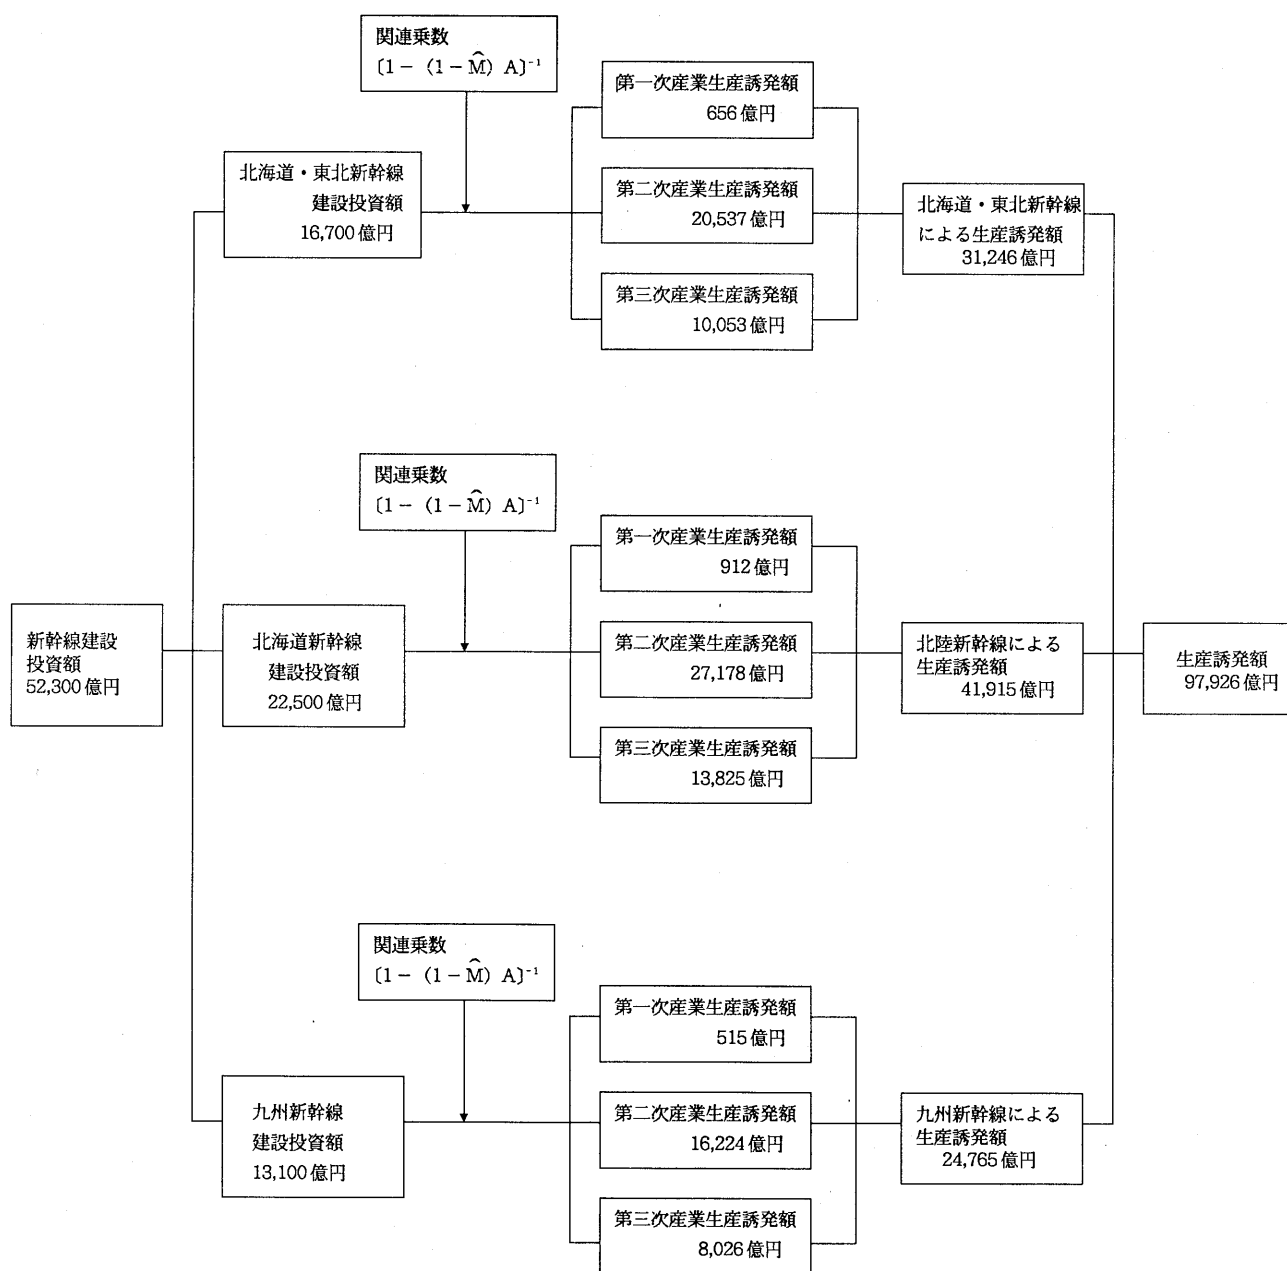 関連乗数
〔1－（1－M̂）A〕⁻¹
第一次産業生産誘発額
656億円
北海道・東北新幹線
建設投資額
16,700億円
第二次産業生産誘発額
20,537億円
北海道・東北新幹線
による生産誘発額
31,246億円
第三次産業生産誘発額
10,053億円
関連乗数
〔1－（1－M̂）A〕⁻¹
第一次産業生産誘発額
912億円
新幹線建設
投資額
52,300億円
北海道新幹線
建設投資額
22,500億円
第二次産業生産誘発額
27,178億円
北陸新幹線による
生産誘発額
41,915億円
生産誘発額
97,926億円
第三次産業生産誘発額
13,825億円
関連乗数
〔1－（1－M̂）A〕⁻¹
第一次産業生産誘発額
515億円
九州新幹線
建設投資額
13,100億円
第二次産業生産誘発額
16,224億円
九州新幹線による
生産誘発額
24,765億円
第三次産業生産誘発額
8,026億円